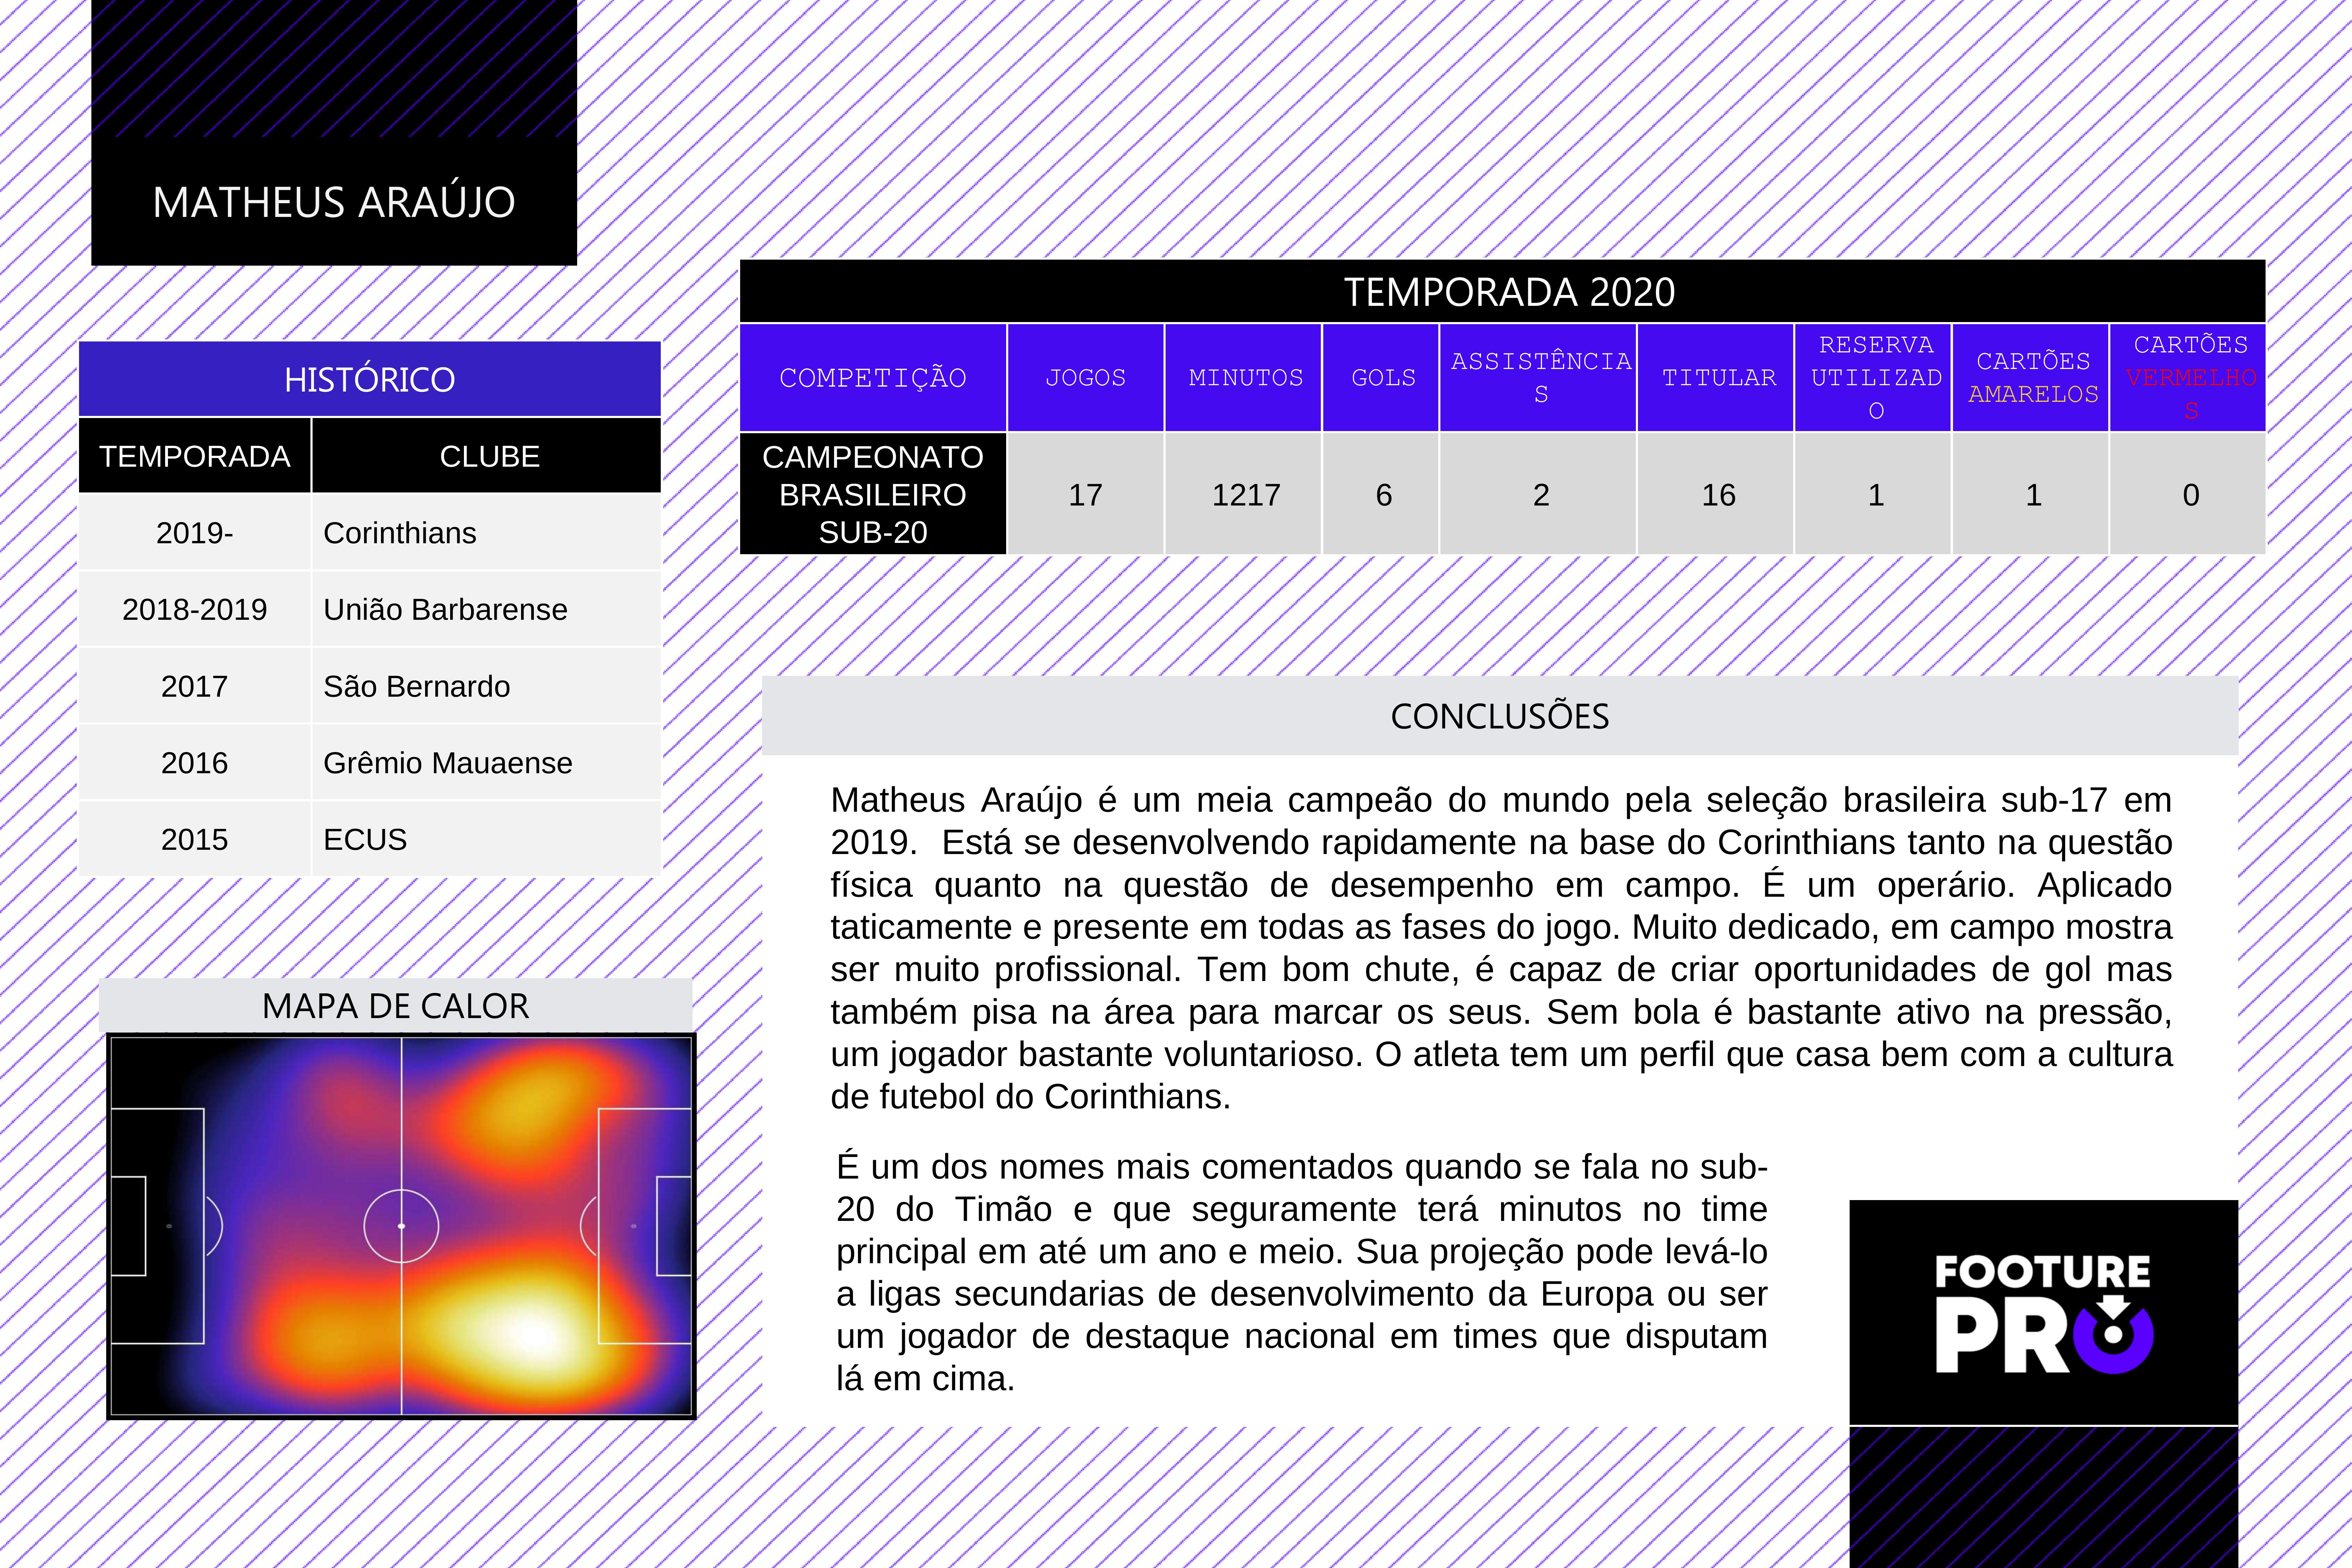 MATHEUS ARAÚJO
HISTÓRICO
TEMPORADA CLUBE
2019- Corinthians
2018-2019 União Barbarense
2017 São Bernardo
2016 Grêmio Mauaense
2015 ECUS
MAPA DE CALOR
TEMPORADA 2020
COMPETIÇÃO JOGOS MINUTOS GOLS ASSISTÊNCIA
S TITULAR RESERVA
UTILIZAD
O CARTÕES
AMARELOS CARTÕES
VERMELHO
S
CAMPEONATO
BRASILEIRO
SUB-20 17 1217 6 2 16 1 1 0
CONCLUSÕES
Matheus Araújo é um meia campeão do mundo pela seleção brasileira sub-17 em
2019. Está se desenvolvendo rapidamente na base do Corinthians tanto na questão
física quanto na questão de desempenho em campo. É um operário. Aplicado
taticamente e presente em todas as fases do jogo. Muito dedicado, em campo mostra
ser muito profissional. Tem bom chute, é capaz de criar oportunidades de gol mas
também pisa na área para marcar os seus. Sem bola é bastante ativo na pressão,
um jogador bastante voluntarioso. O atleta tem um perfil que casa bem com a cultura
de futebol do Corinthians.
É um dos nomes mais comentados quando se fala no sub-
20 do Timão e que seguramente terá minutos no time
principal em até um ano e meio. Sua projeção pode levá-lo
a ligas secundarias de desenvolvimento da Europa ou ser
um jogador de destaque nacional em times que disputam
lá em cima.
FOOTURE
PRO